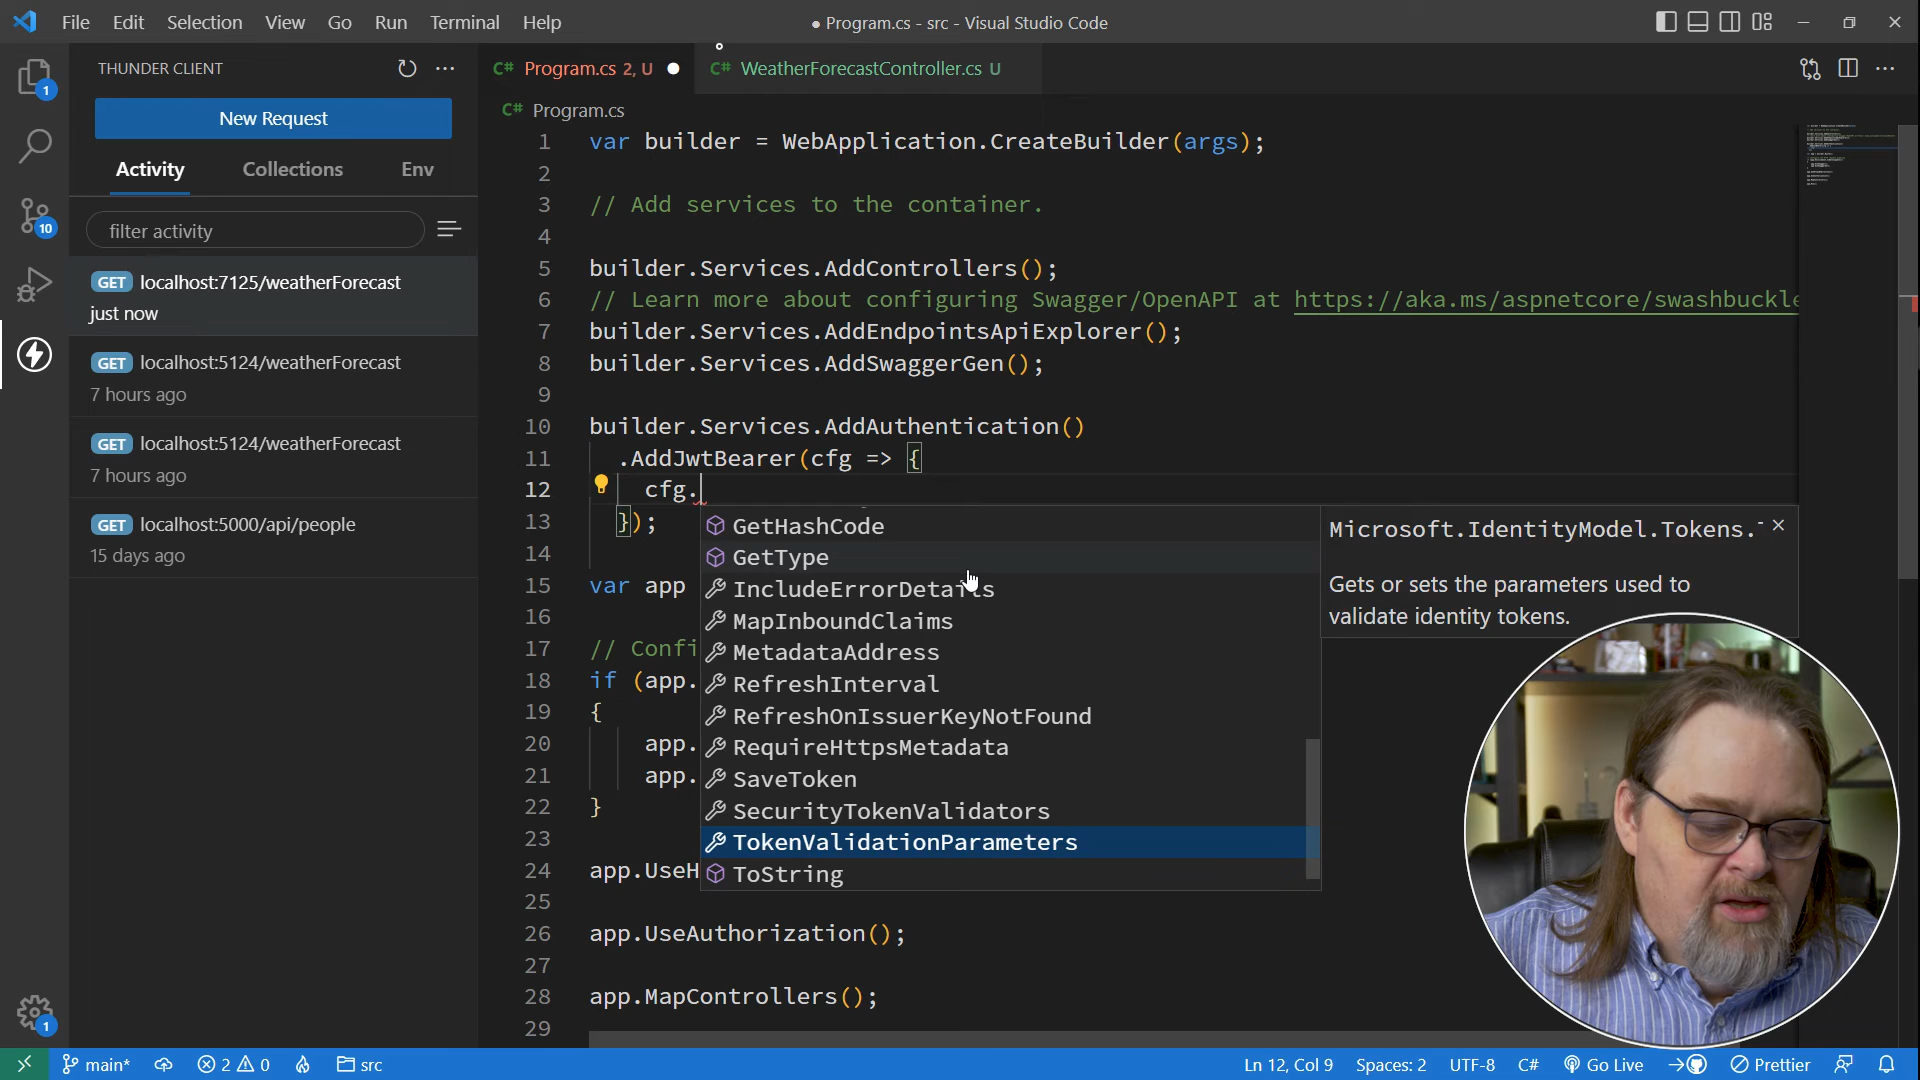 File Edit Selection View Go Run Terminal Help
● Program.cs - src - Visual Studio Code
THUNDER CLIENT
New Request
Activity Collections Env
filter activity
GET localhost:7125/weatherForecast
just now
GET localhost:5124/weatherForecast
7 hours ago
GET localhost:5124/weatherForecast
7 hours ago
GET localhost:5000/api/people
15 days ago
1
10
1
C# Program.cs 2, U ●
C# WeatherForecastController.cs U
C# Program.cs
1 var builder = WebApplication.CreateBuilder(args);
2
3 // Add services to the container.
4
5 builder.Services.AddControllers();
6 // Learn more about configuring Swagger/OpenAPI at https://aka.ms/aspnetcore/swashbuckle
7 builder.Services.AddEndpointsApiExplorer();
8 builder.Services.AddSwaggerGen();
9
10 builder.Services.AddAuthentication()
11 .AddJwtBearer(cfg => {
12 cfg.
13 });
14
15 var app
16
17 // Confi
18 if (app.
19 {
20 app.
21 app.
22 }
23
24 app.UseH
25
26 app.UseAuthorization();
27
28 app.MapControllers();
29
GetHashCode
GetType
IncludeErrorDetails
MapInboundClaims
MetadataAddress
RefreshInterval
RefreshOnIssuerKeyNotFound
RequireHttpsMetadata
SaveToken
SecurityTokenValidators
TokenValidationParameters
ToString
Microsoft.IdentityModel.Tokens.
Gets or sets the parameters used to
validate identity tokens.
main* 2 0 src
Ln 12, Col 9 Spaces: 2 UTF-8 C# Go Live Prettier